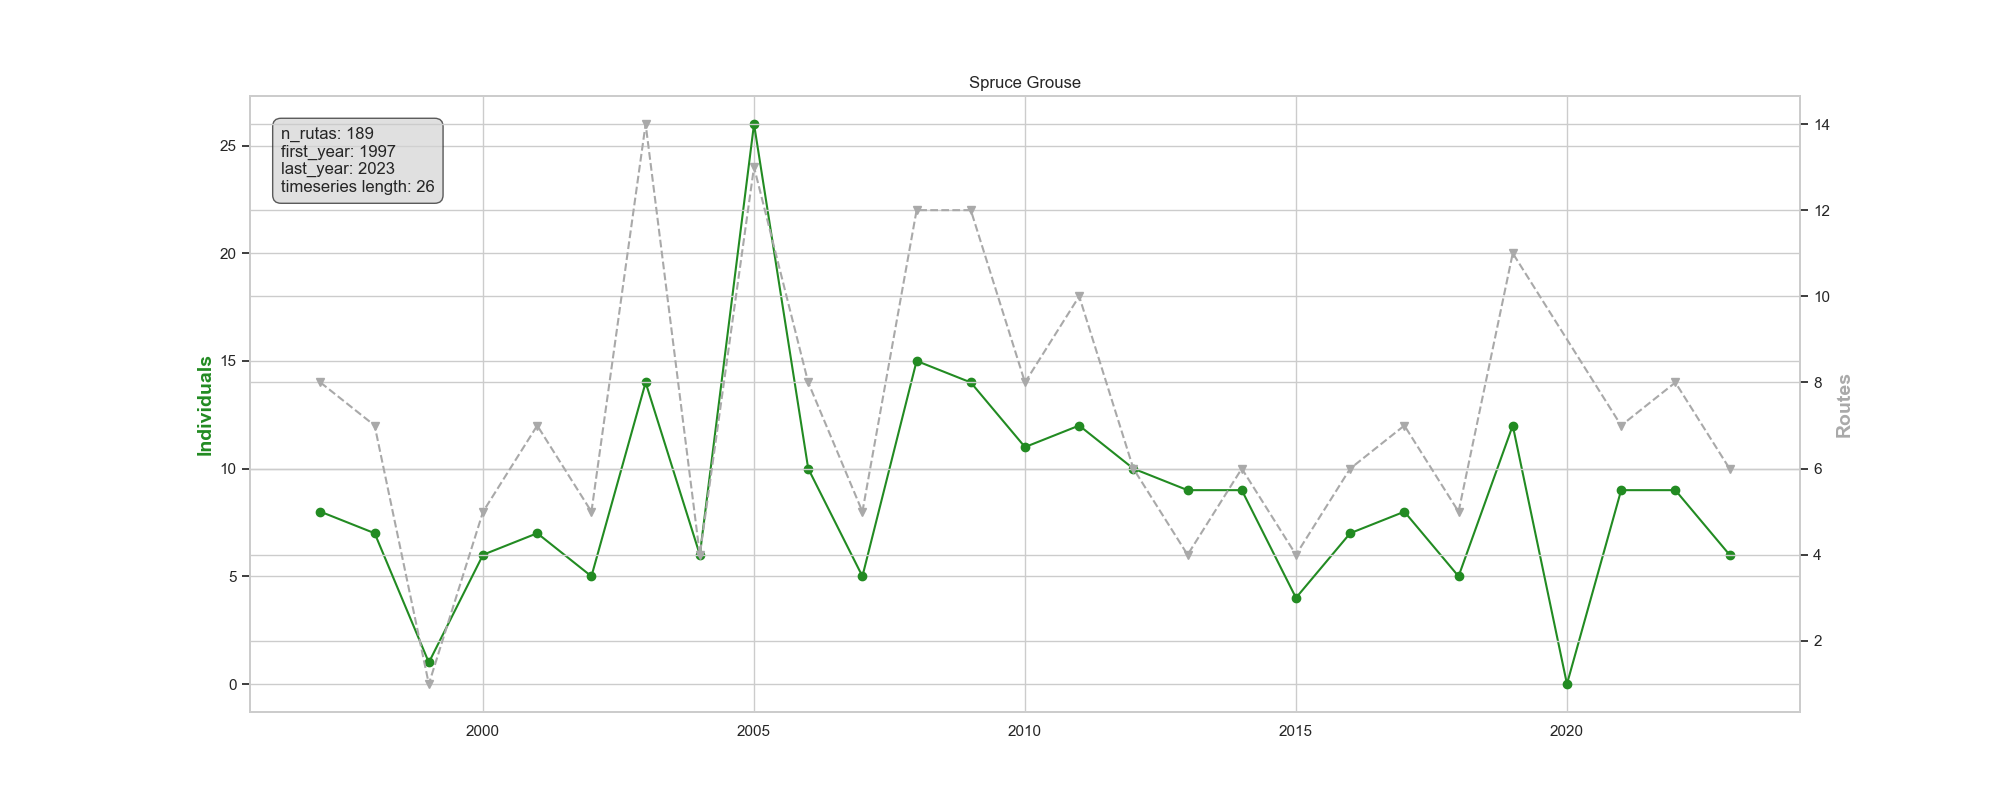 Spruce Grouse
n_rutas: 189
first_year: 1997
last_year: 2023
timeseries length: 26
25
20
15
10
5
0
Individuals
14
12
10
8
6
4
2
Routes
2000
2005
2010
2015
2020